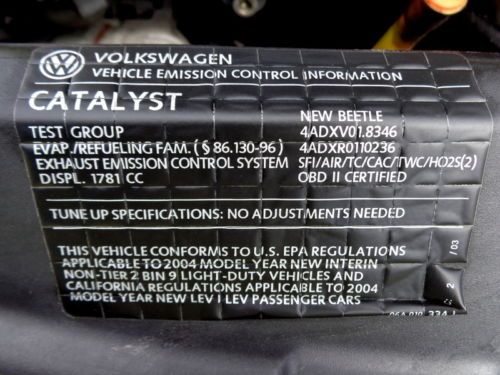 VOLKSWAGEN
VEHICLE EMISSION CONTROL INFORMATION
CATALYST
NEW BEETLE
TEST GROUP 4ADXV01.8346
EVAP./REFUELING FAM. (§ 86.130-96) 4ADXR0110236
EXHAUST EMISSION CONTROL SYSTEM SFI/AIR/TC/CAC/TWC/HO2S(2)
DISPL. 1781 CC OBD II CERTIFIED
TUNE UP SPECIFICATIONS: NO ADJUSTMENTS NEEDED
THIS VEHICLE CONFORMS TO U.S. EPA REGULATIONS
APPLICABLE TO 2004 MODEL YEAR NEW INTERIN
NON-TIER 2 BIN 9 LIGHT-DUTY VEHICLES AND
CALIFORNIA REGULATIONS APPLICABLE TO 2004
MODEL YEAR NEW LEV I LEV PASSENGER CARS
2 / 03
334